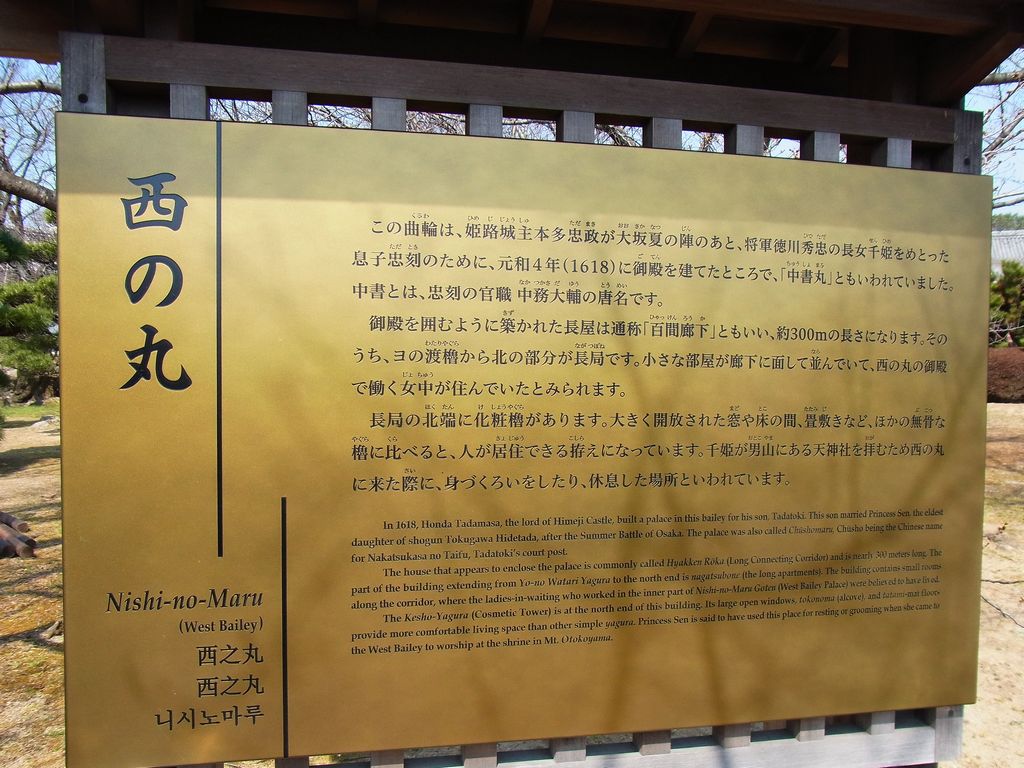 西の丸
Nishi-no-Maru
(West Bailey)
西之丸
西之丸
니시노마루
この曲輪は、姫路城主本多忠政が大坂夏の陣のあと、将軍徳川秀忠の長女千姫をめとった
息子忠刻のために、元和4年(1618)に御殿を建てたところで、「中書丸」ともいわれていました。
中書とは、忠刻の官職 中務大輔の唐名です。
御殿を囲むように築かれた長屋は通称「百間廊下」ともいい、約300mの長さになります。その
うち、ヨの渡櫓から北の部分が長局です。小さな部屋が廊下に面して並んでいて、西の丸の御殿
で働く女中が住んでいたとみられます。
長局の北端に化粧櫓があります。大きく開放された窓や床の間、畳敷きなど、ほかの無骨な
櫓に比べると、人が居住できる拵えになっています。千姫が男山にある天神社を拝むため西の丸
に来た際に、身づくろいをしたり、休息した場所といわれています。
In 1618, Honda Tadamasa, the lord of Himeji Castle, built a palace in this bailey for his son, Tadatoki. This son married Princess Sen, the eldest
daughter of shogun Tokugawa Hidetada, after the Summer Battle of Osaka. The palace was also called Chūshomaru, Chūsho being the Chinese name
for Nakatsukasa no Taifu, Tadatoki's court post.
The house that appears to enclose the palace is commonly called Hyakken Rōka (Long Connecting Corridor) and is nearly 300 meters long. The
part of the building extending from Yo-no Watari Yagura to the north end is nagatsubone (the long apartments). The building contains small rooms
along the corridor, where the ladies-in-waiting who worked in the inner part of Nishi-no-Maru Goten (West Bailey Palace) were believed to have lived.
The Kesho-Yagura (Cosmetic Tower) is at the north end of this building. Its large open windows, tokonoma (alcove), and tatami-mat floors
provide more comfortable living space than other simple yagura. Princess Sen is said to have used this place for resting or grooming when she came to
the West Bailey to worship at the shrine in Mt. Otokoyama.